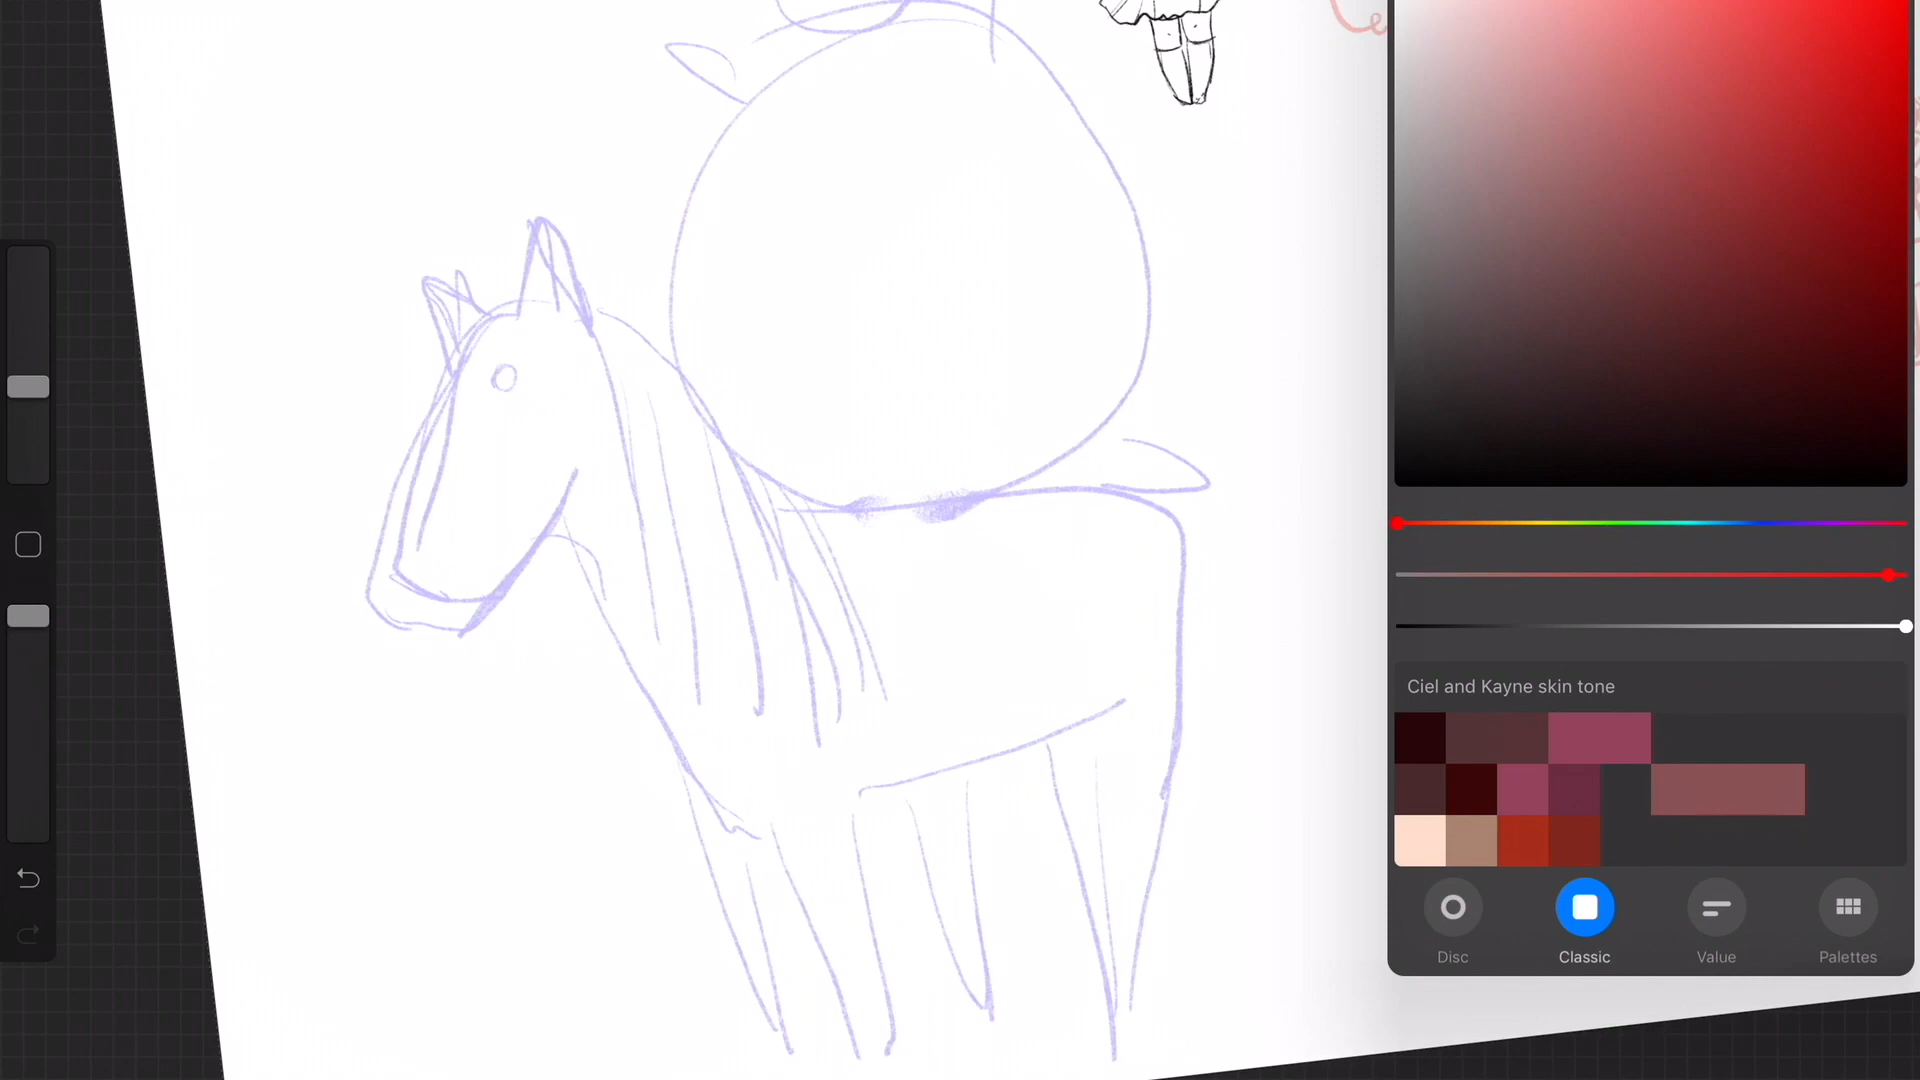 Ciel and Kayne skin tone
Disc
Classic
Value
Palettes